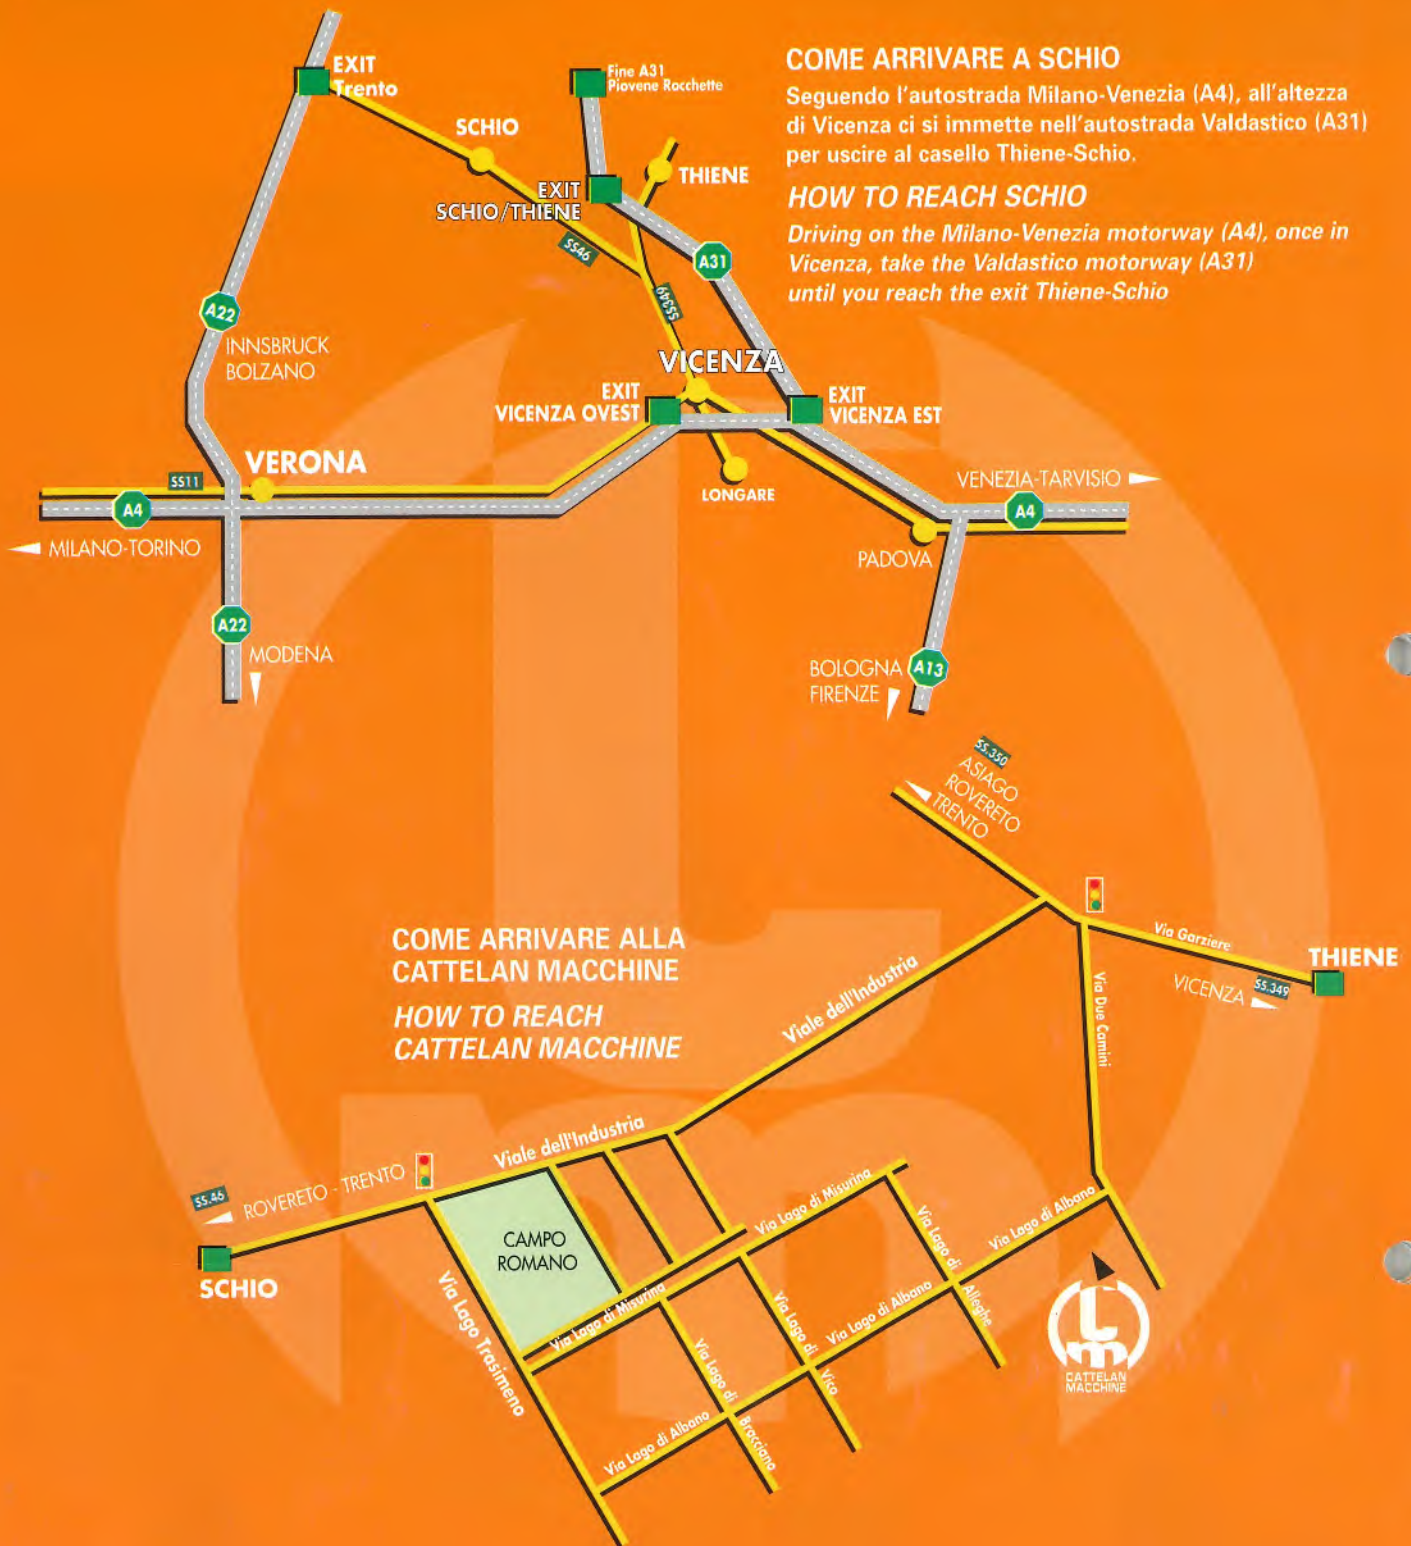 EXIT
Trento
Fine A31
Piovene Rocchette
COME ARRIVARE A SCHIO
Seguendo l'autostrada Milano-Venezia (A4), all'altezza
di Vicenza ci si immette nell'autostrada Valdastico (A31)
per uscire al casello Thiene-Schio.
HOW TO REACH SCHIO
Driving on the Milano-Venezia motorway (A4), once in
Vicenza, take the Valdastico motorway (A31)
until you reach the exit Thiene-Schio
SCHIO
THIENE
EXIT
SCHIO/THIENE
SS46
A31
SS349
A22
INNSBRUCK
BOLZANO
VICENZA
EXIT
VICENZA OVEST
EXIT
VICENZA EST
VERONA
SS11
LONGARE
VENEZIA-TARVISIO
A4
A4
MILANO-TORINO
PADOVA
A22
MODENA
BOLOGNA
FIRENZE
A13
SS.350
ASIAGO
ROVERETO
TRENTO
Via Garziere
THIENE
VICENZA
SS.349
COME ARRIVARE ALLA
CATTELAN MACCHINE
HOW TO REACH
CATTELAN MACCHINE
Viale dell'Industria
Via Due Camini
Viale dell'Industria
SS.46
ROVERETO - TRENTO
SCHIO
CAMPO
ROMANO
Via Lago di Misurina
Via Lago di Misurina
Via Lago Trasimeno
Via Lago di Alleghe
Via Lago di Albano
Via Lago di Albano
Via Lago di Vico
Via Lago di Bracciano
Via Lago di Albano
CATTELAN
MACCHINE